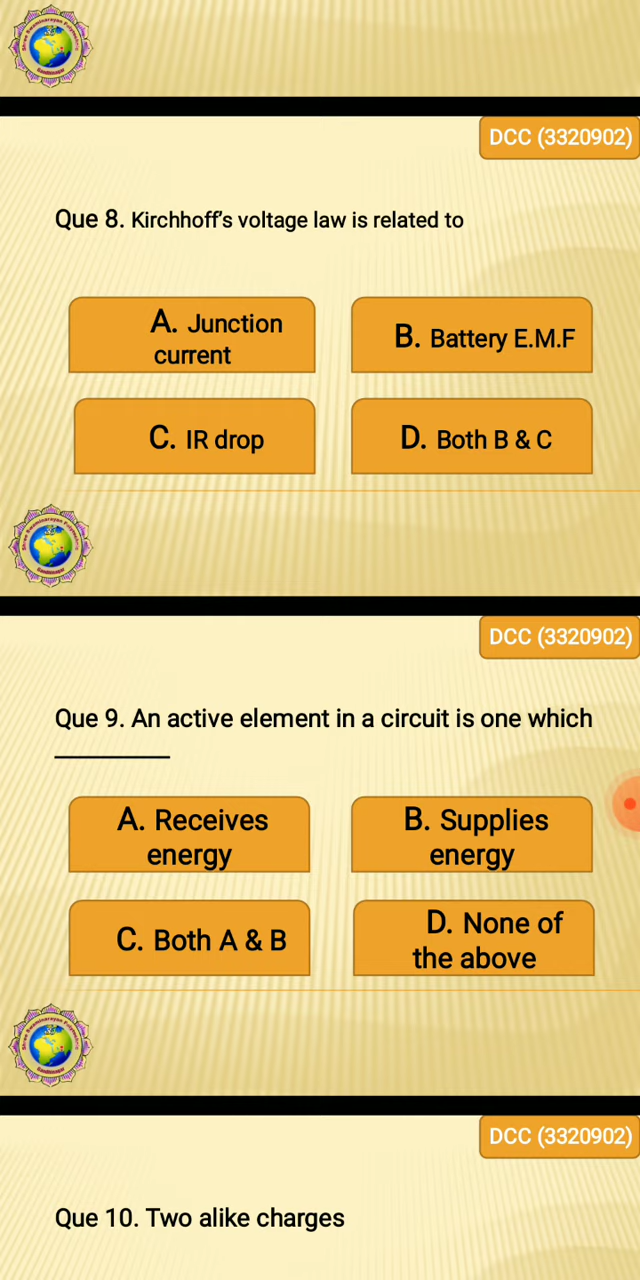 DCC (3320902)
Que 8. Kirchhoff's voltage law is related to
A. Junction
current
B. Battery E.M.F
C. IR drop
D. Both B & C
DCC (3320902)
Que 9. An active element in a circuit is one which
__________
A. Receives
energy
B. Supplies
energy
C. Both A & B
D. None of
the above
DCC (3320902)
Que 10. Two alike charges